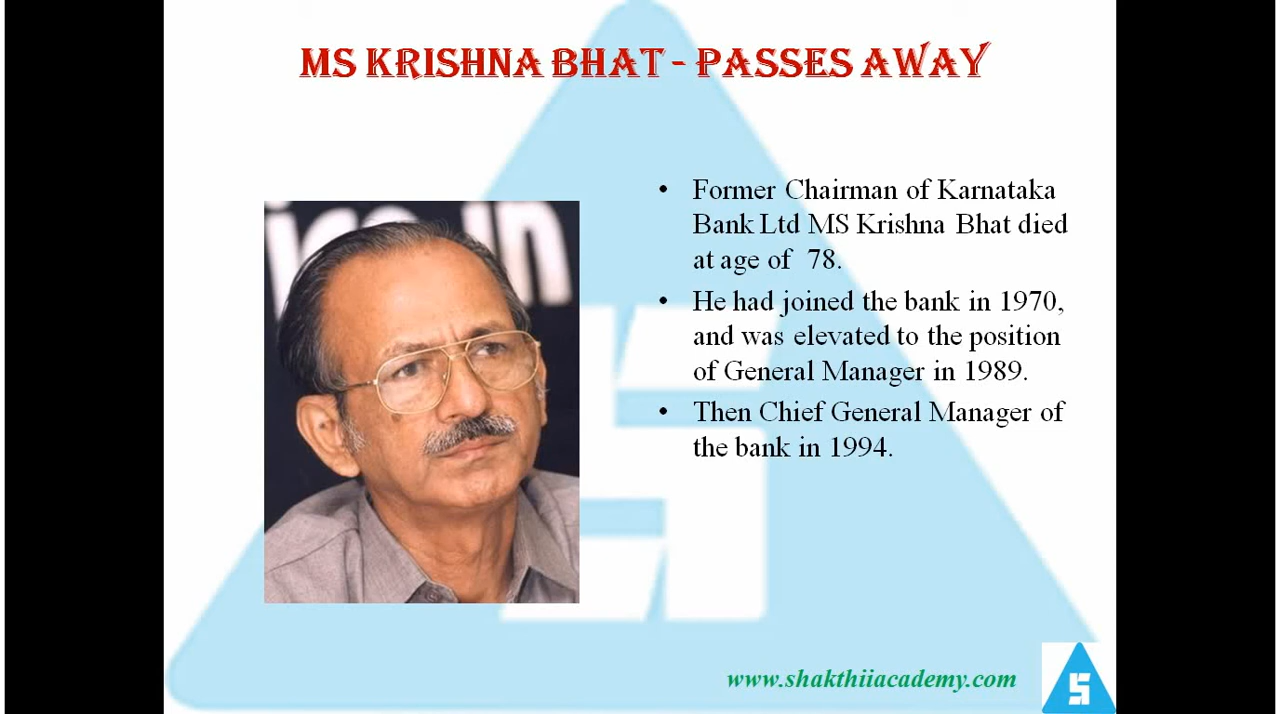 MS KRISHNA BHAT - PASSES AWAY
• Former Chairman of Karnataka
Bank Ltd MS Krishna Bhat died
at age of 78.
• He had joined the bank in 1970,
and was elevated to the position
of General Manager in 1989.
• Then Chief General Manager of
the bank in 1994.
www.shakthiiacademy.com